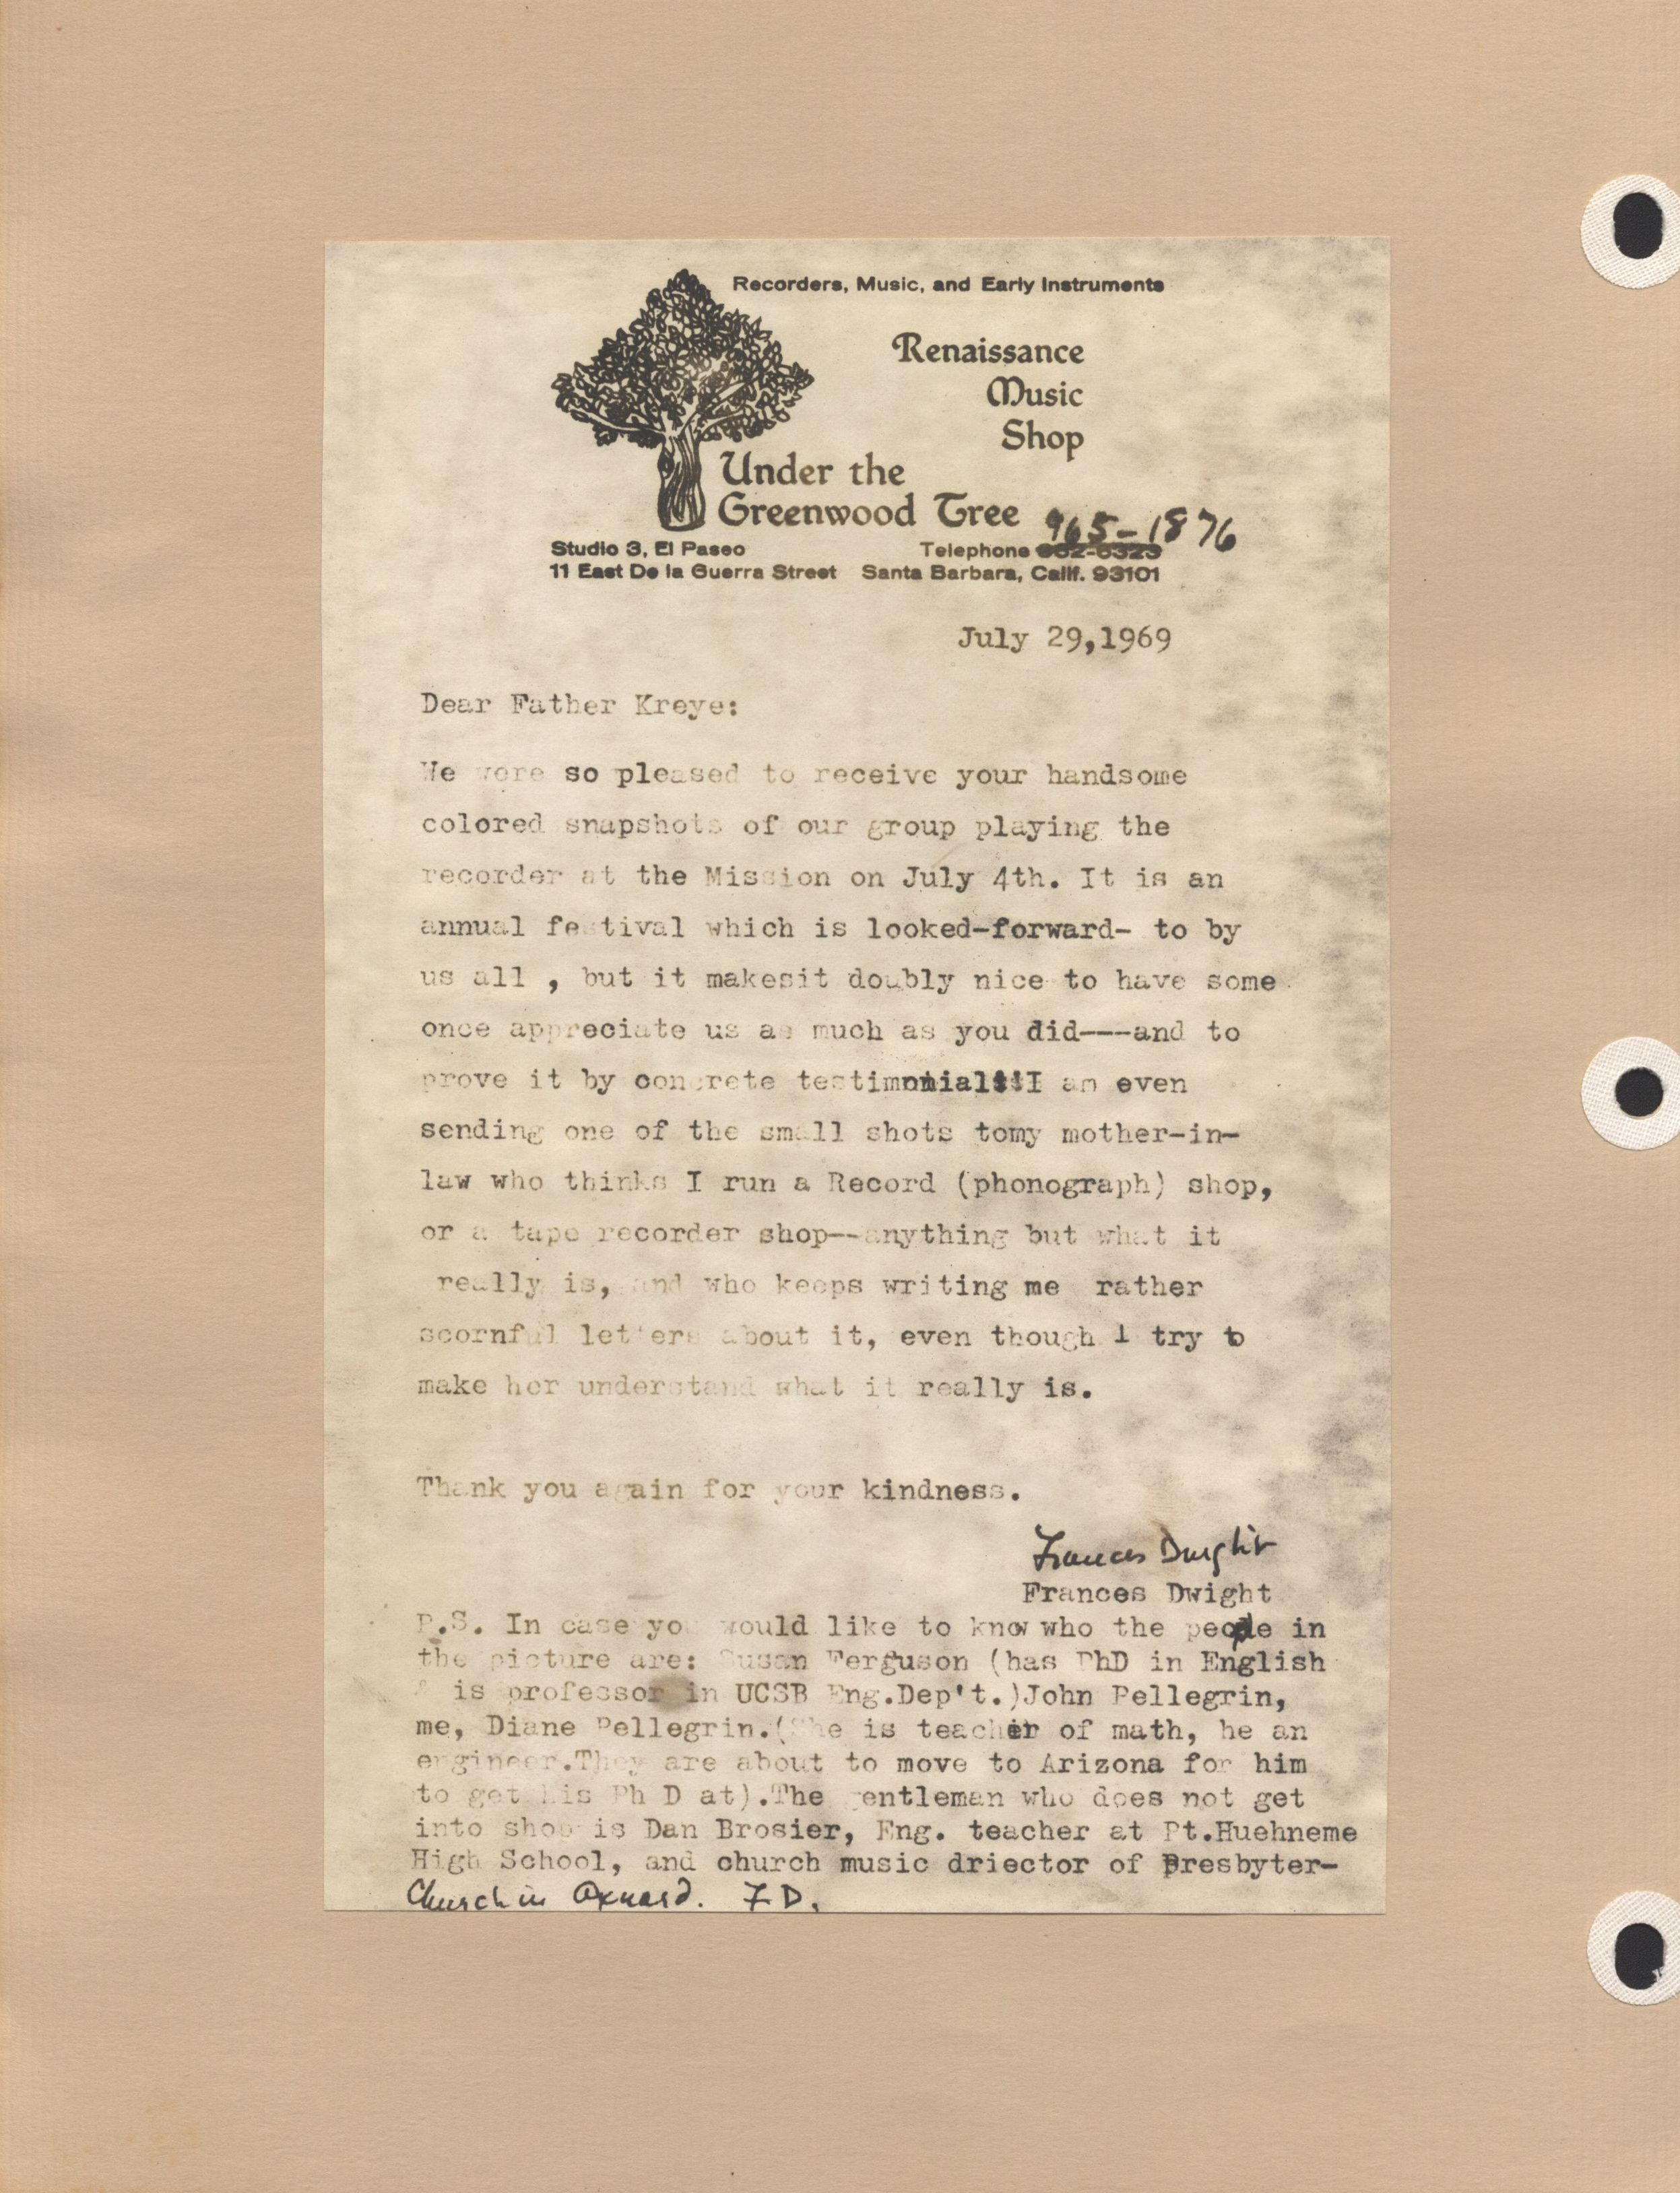 Recorders, Music, and Early Instruments
Renaissance
Music
Shop
Under the
Greenwood Tree
965-1876
Studio 3, El Paseo Telephone 962-6323
11 East De la Guerra Street Santa Barbara, Calif. 93101
July 29,1969
Dear Father Kreye:
We were so pleased to receive your handsome
colored snapshots of our group playing the
recorder at the Mission on July 4th. It is an
annual festival which is looked-forward- to by
us all , but it makesit doubly nice to have some
once appreciate us as much as you did---and to
prove it by concrete testimonial!!I am even
sending one of the small shots tomy mother-in-
law who thinks I run a Record (phonograph) shop,
or a tape recorder shop--anything but what it
really is, and who keeps writing me rather
scornful letters about it, even though I try to
make her understand what it really is.
Thank you again for your kindness.
Frances Dwight
Frances Dwight
P.S. In case you would like to know who the people in
the picture are: Susan Ferguson (has PhD in English
& is professor in UCSB Eng.Dep't.)John Pellegrin,
me, Diane Pellegrin.(She is teacher of math, he an
engineer.They are about to move to Arizona for him
to get his Ph D at).The gentleman who does not get
into shop is Dan Brosier, Eng. teacher at Pt.Huehneme
High School, and church music driector of Presbyter-
Church in Oxnard. F.D.